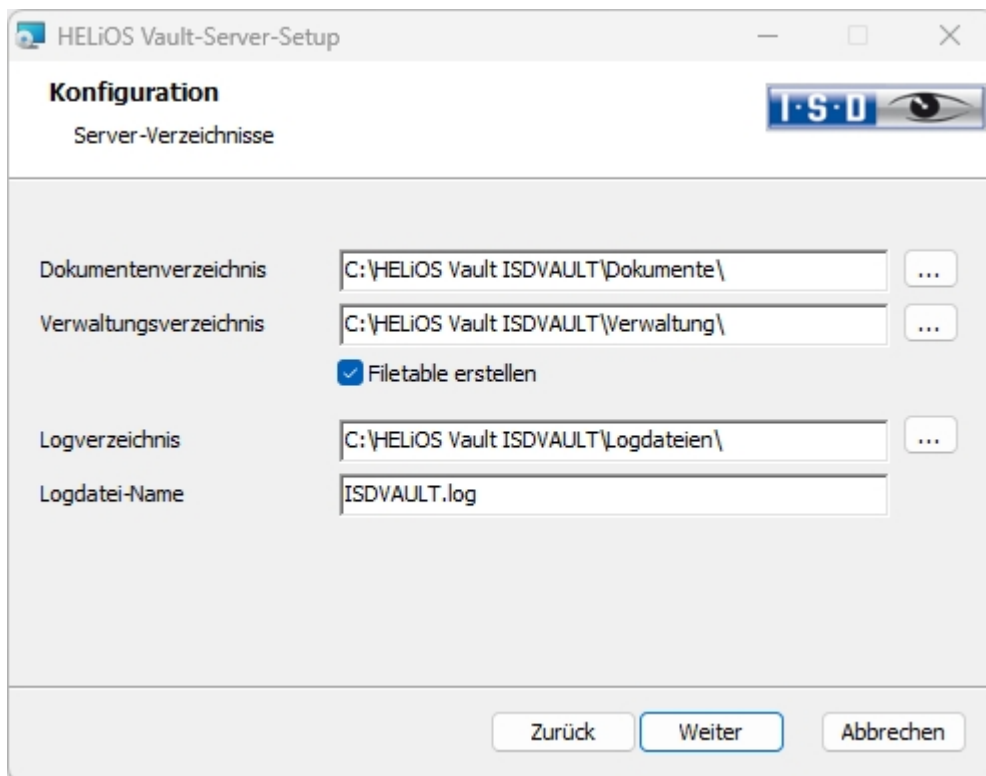 HELiOS Vault-Server-Setup
Konfiguration
Server-Verzeichnisse
I·S·D
Dokumentenverzeichnis C:\HELiOS Vault ISDVAULT\Dokumente\ ...
Verwaltungsverzeichnis C:\HELiOS Vault ISDVAULT\Verwaltung\ ...
Filetable erstellen
Logverzeichnis C:\HELiOS Vault ISDVAULT\Logdateien\ ...
Logdatei-Name ISDVAULT.log
Zurück Weiter Abbrechen